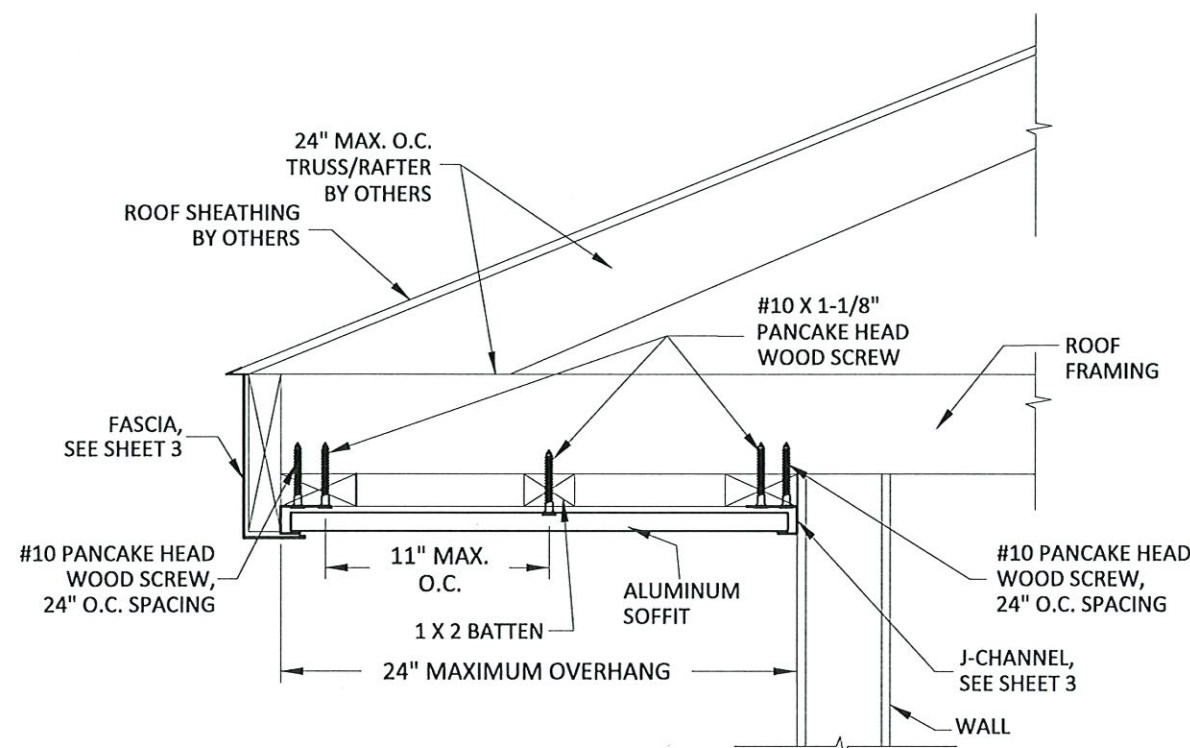 24" MAX. O.C.
TRUSS/RAFTER
BY OTHERS
ROOF SHEATHING
BY OTHERS
#10 X 1-1/8"
PANCAKE HEAD
WOOD SCREW
ROOF
FRAMING
FASCIA,
SEE SHEET 3
#10 PANCAKE HEAD
WOOD SCREW,
24" O.C. SPACING
11" MAX.
O.C.
ALUMINUM
SOFFIT
#10 PANCAKE HEAD
WOOD SCREW,
24" O.C. SPACING
1 X 2 BATTEN
24" MAXIMUM OVERHANG
J-CHANNEL,
SEE SHEET 3
WALL